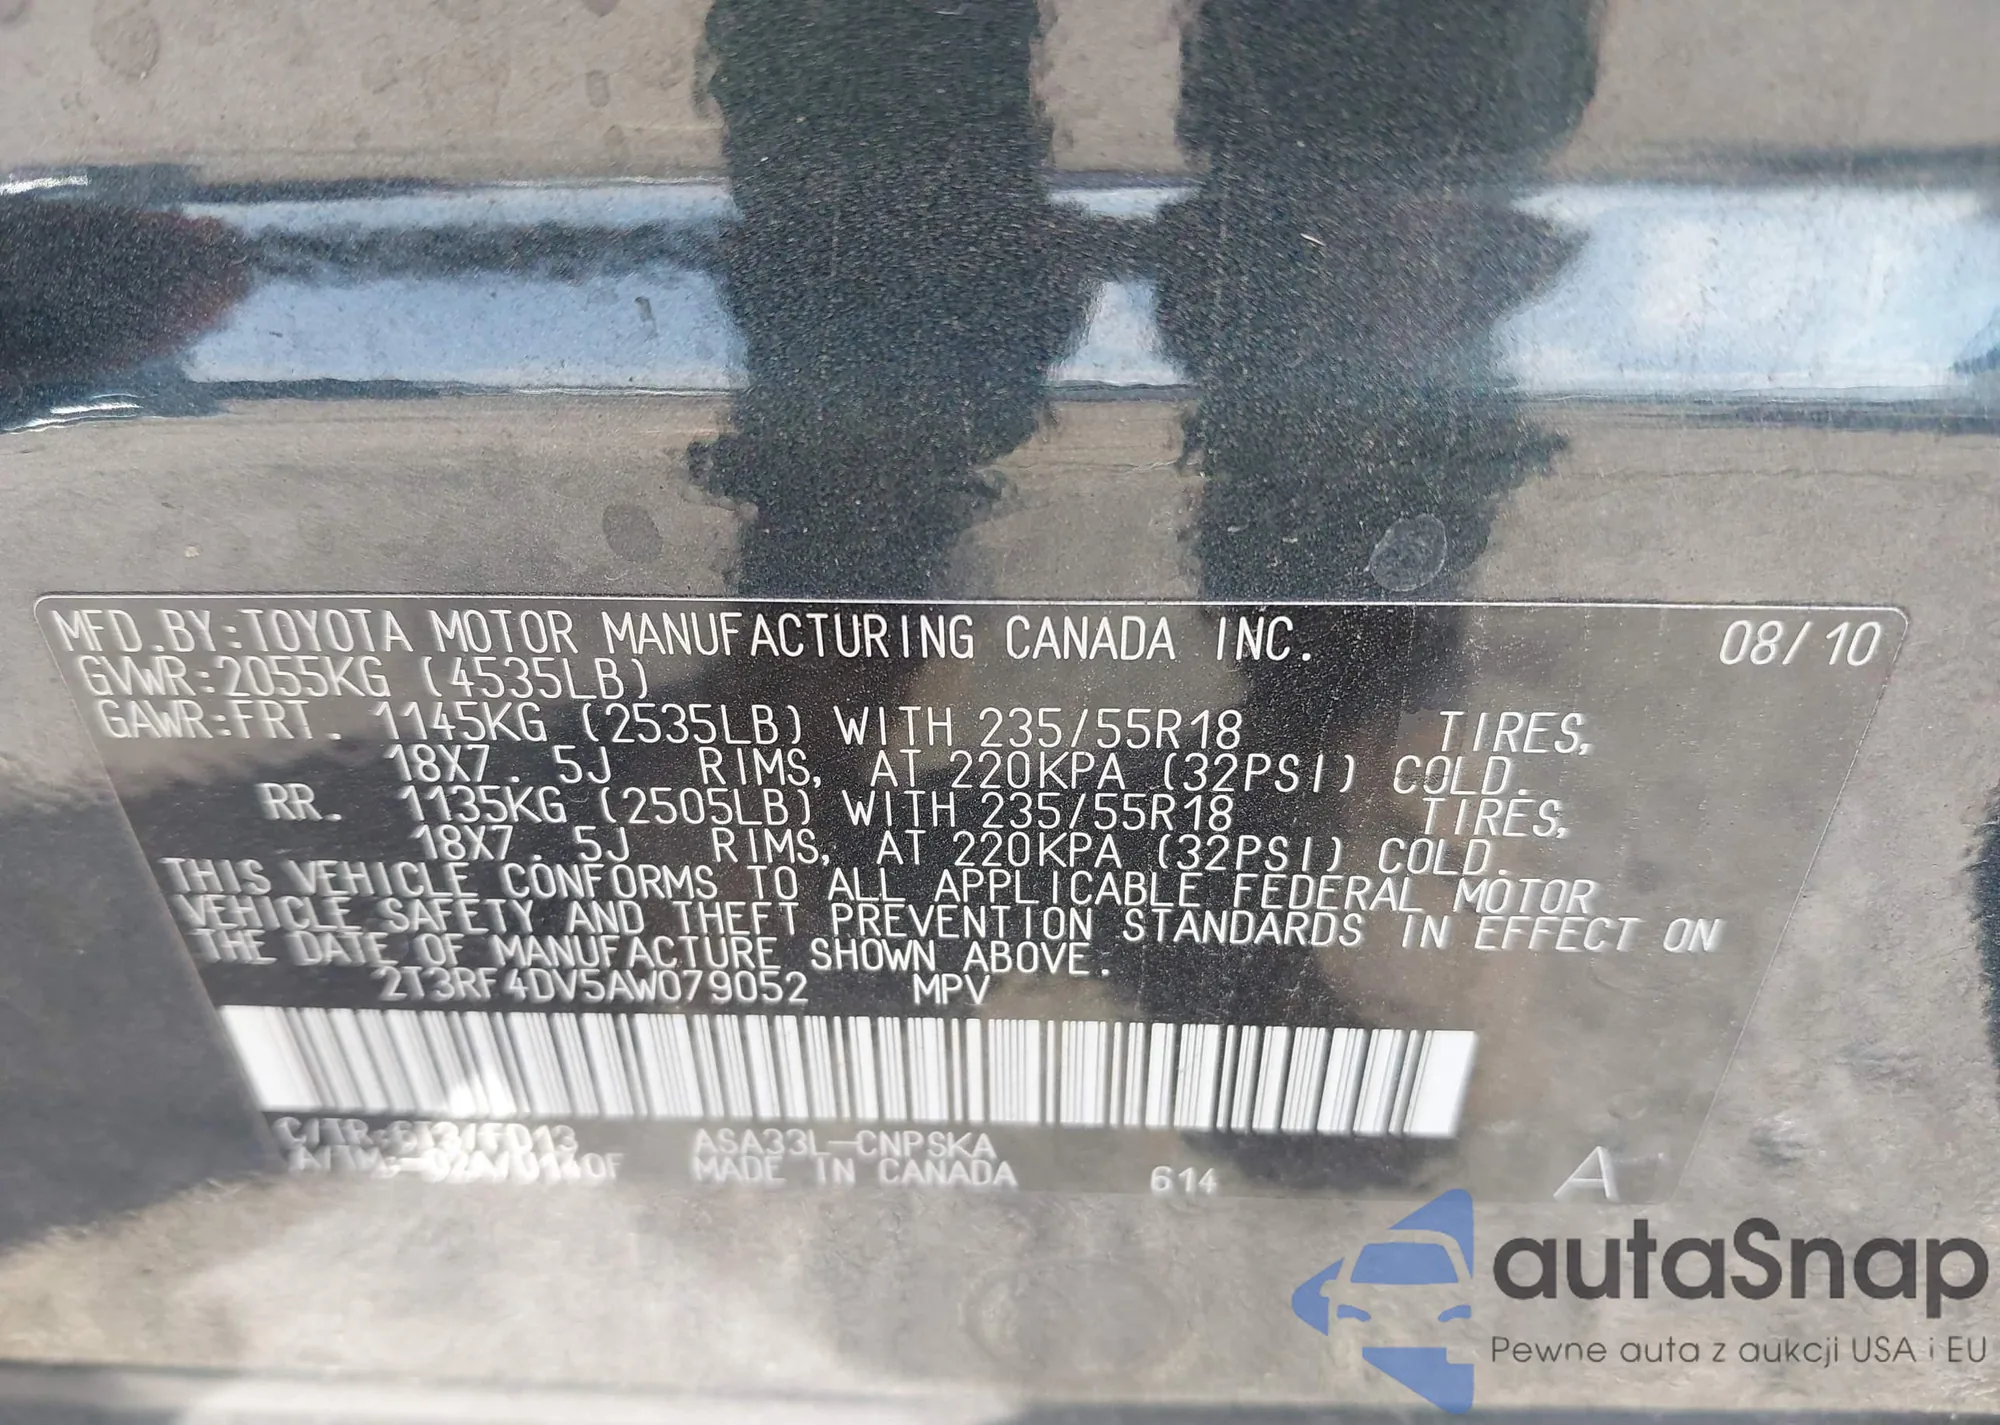 MFD.BY:TOYOTA MOTOR MANUFACTURING CANADA INC. 08/10
GVWR:2055KG (4535LB)
GAWR:FRT. 1145KG (2535LB) WITH 235/55R18 TIRES,
18X7.5J RIMS, AT 220KPA (32PSI) COLD.
RR. 1135KG (2505LB) WITH 235/55R18 TIRES,
18X7.5J RIMS, AT 220KPA (32PSI) COLD.
THIS VEHICLE CONFORMS TO ALL APPLICABLE FEDERAL MOTOR
VEHICLE SAFETY AND THEFT PREVENTION STANDARDS IN EFFECT ON
THE DATE OF MANUFACTURE SHOWN ABOVE.
2T3RF4DV5AW079052 MPV
ASA33L-CNPSKA
MADE IN CANADA 614 A
autaSnap
Pewne auta z aukcji USA i EU